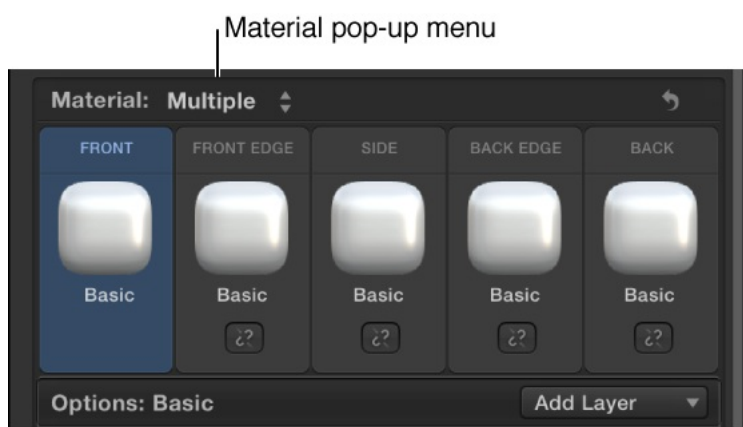 Material pop-up menu
Material: Multiple
FRONT FRONT EDGE SIDE BACK EDGE BACK
Basic Basic Basic Basic Basic
Options: Basic Add Layer